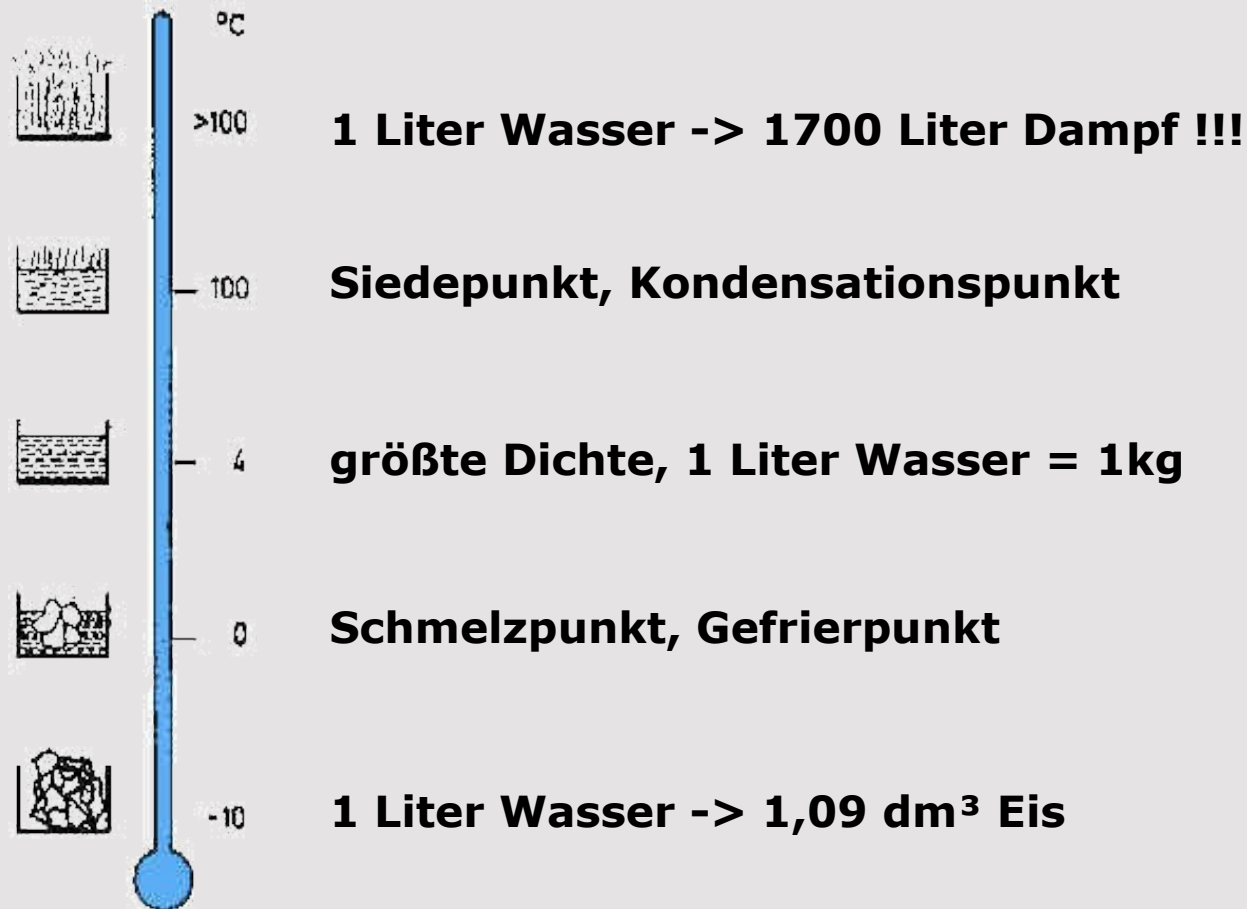 °C
>100 1 Liter Wasser -> 1700 Liter Dampf !!!
100 Siedepunkt, Kondensationspunkt
4 größte Dichte, 1 Liter Wasser = 1kg
0 Schmelzpunkt, Gefrierpunkt
-10 1 Liter Wasser -> 1,09 dm³ Eis